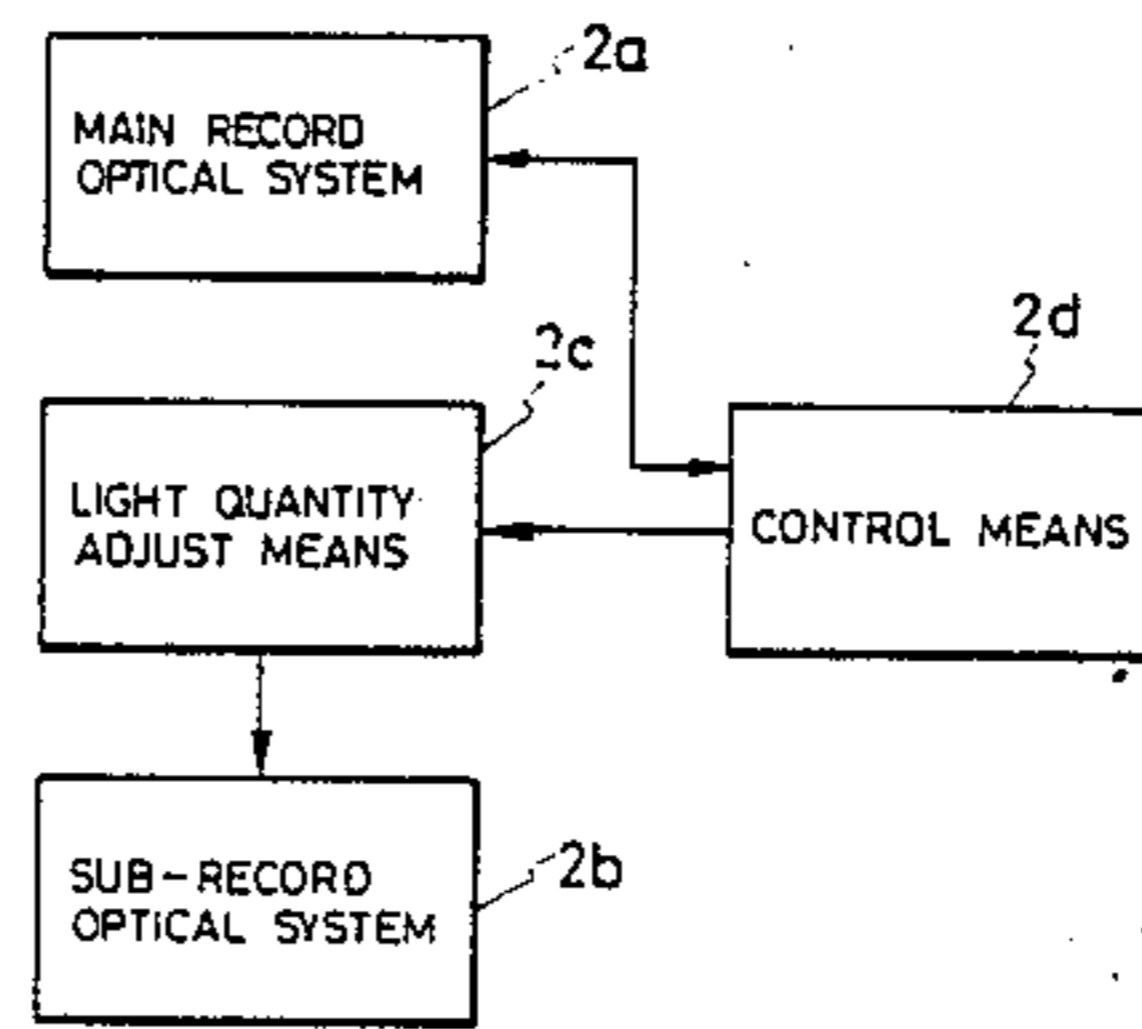 2a
MAIN RECORD
OPTICAL SYSTEM
2c
2d
LIGHT QUANTITY
ADJUST MEANS
CONTROL MEANS
2b
SUB-RECORD
OPTICAL SYSTEM